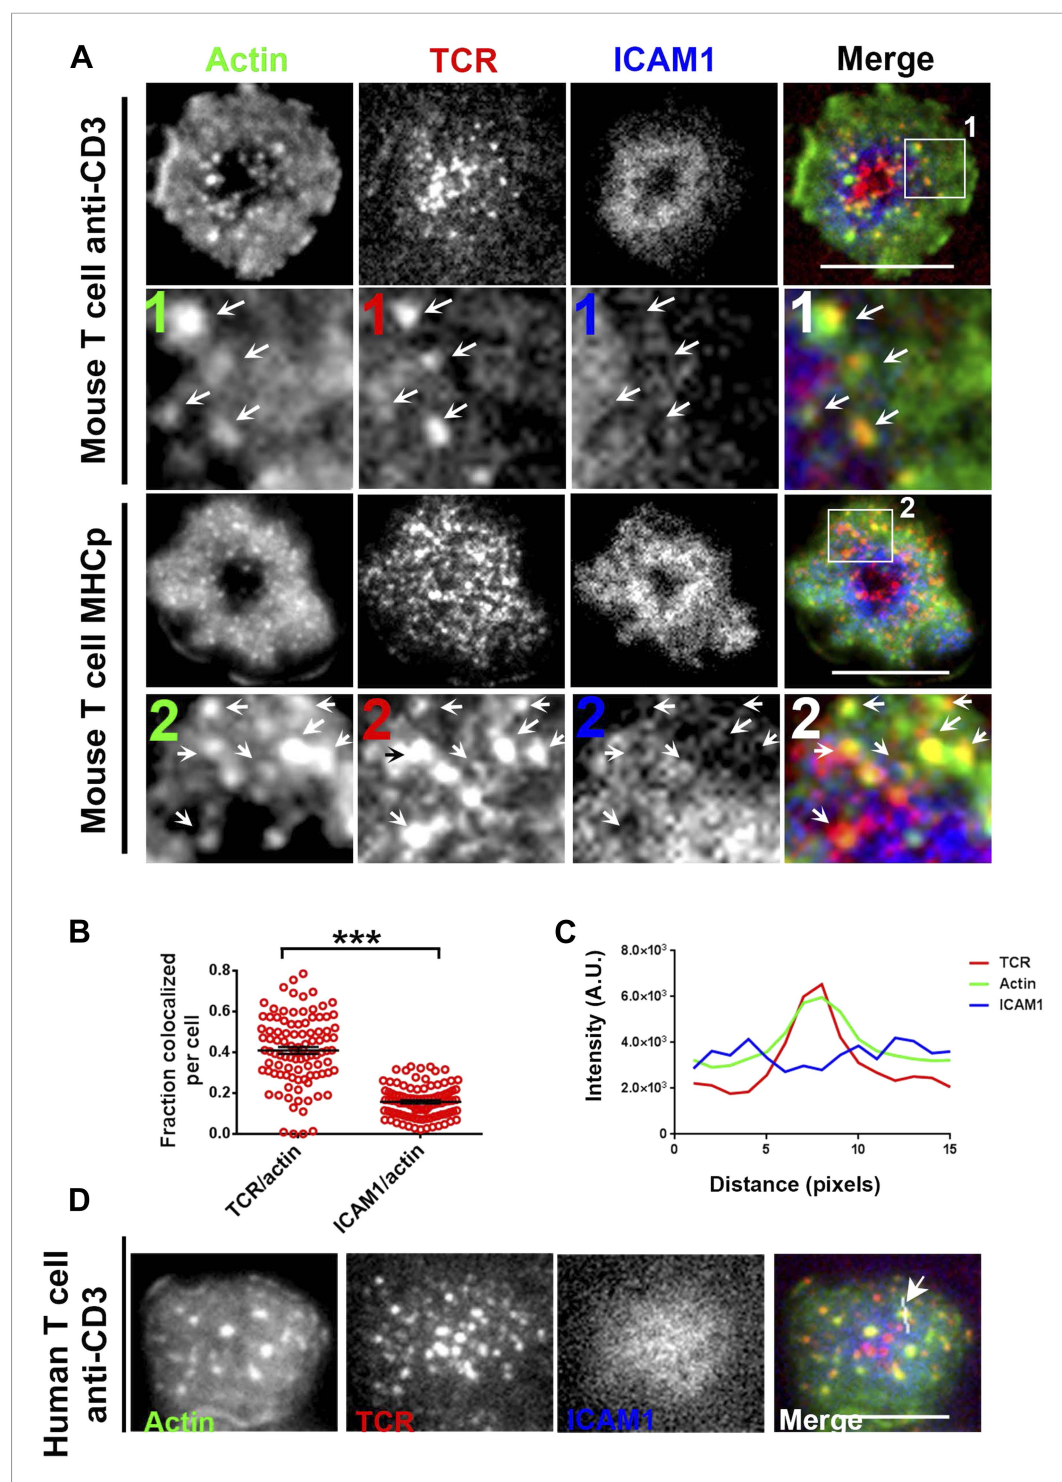 A
Actin
TCR
ICAM1
Merge
Mouse T cell anti-CD3
1
1
1
1
1
Mouse T cell MHCp
2
2
2
2
2
B
***
Fraction colocalized
per cell
0.8
0.6
0.4
0.2
0.0
TCR/actin
ICAM1/actin
C
Intensity (A.U.)
8.0×10³
6.0×10³
4.0×10³
2.0×10³
0
0
5
10
15
Distance (pixels)
TCR
Actin
ICAM1
D
Human T cell
anti-CD3
Actin
TCR
ICAM1
Merge